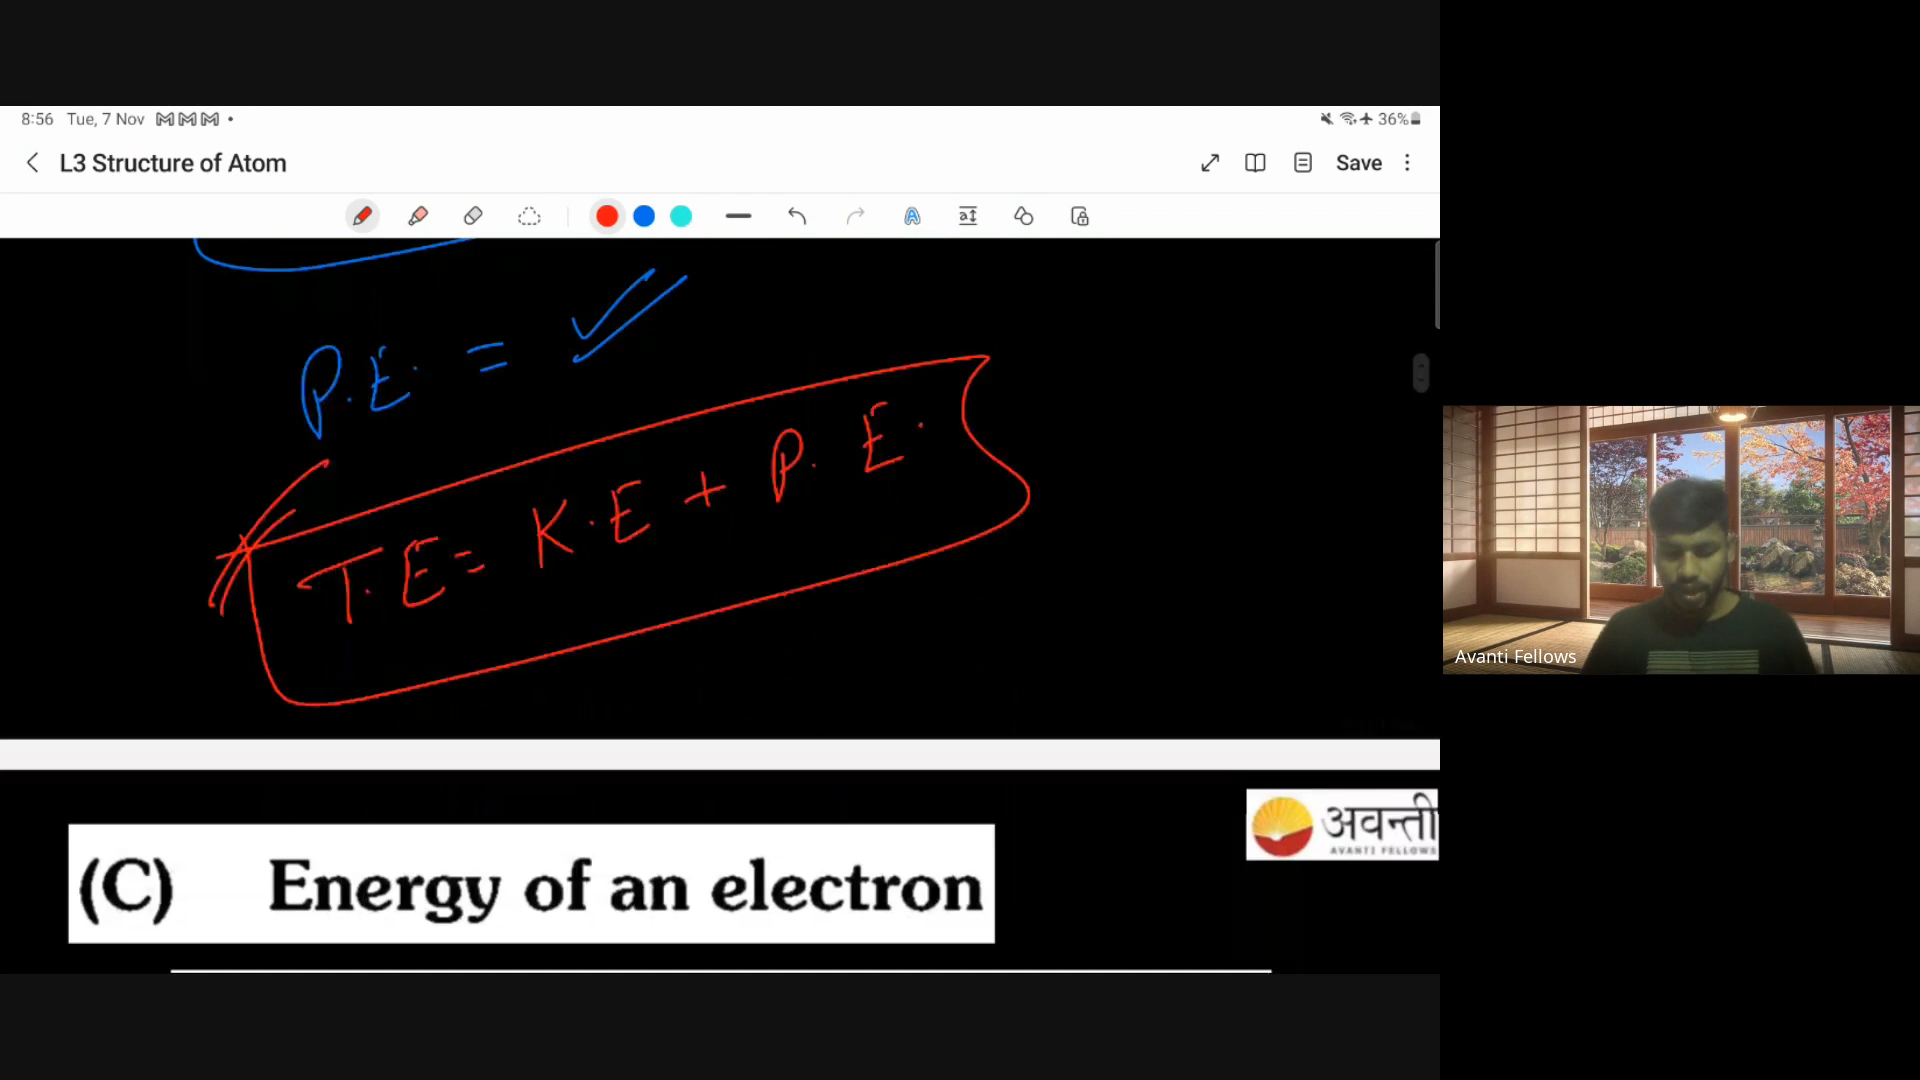 8:56 Tue, 7 Nov
36%
L3 Structure of Atom
Save
P.E. =
T.E = K.E + P.E.
अवन्ती
AVANTI FELLOWS
(C) Energy of an electron
Avanti Fellows